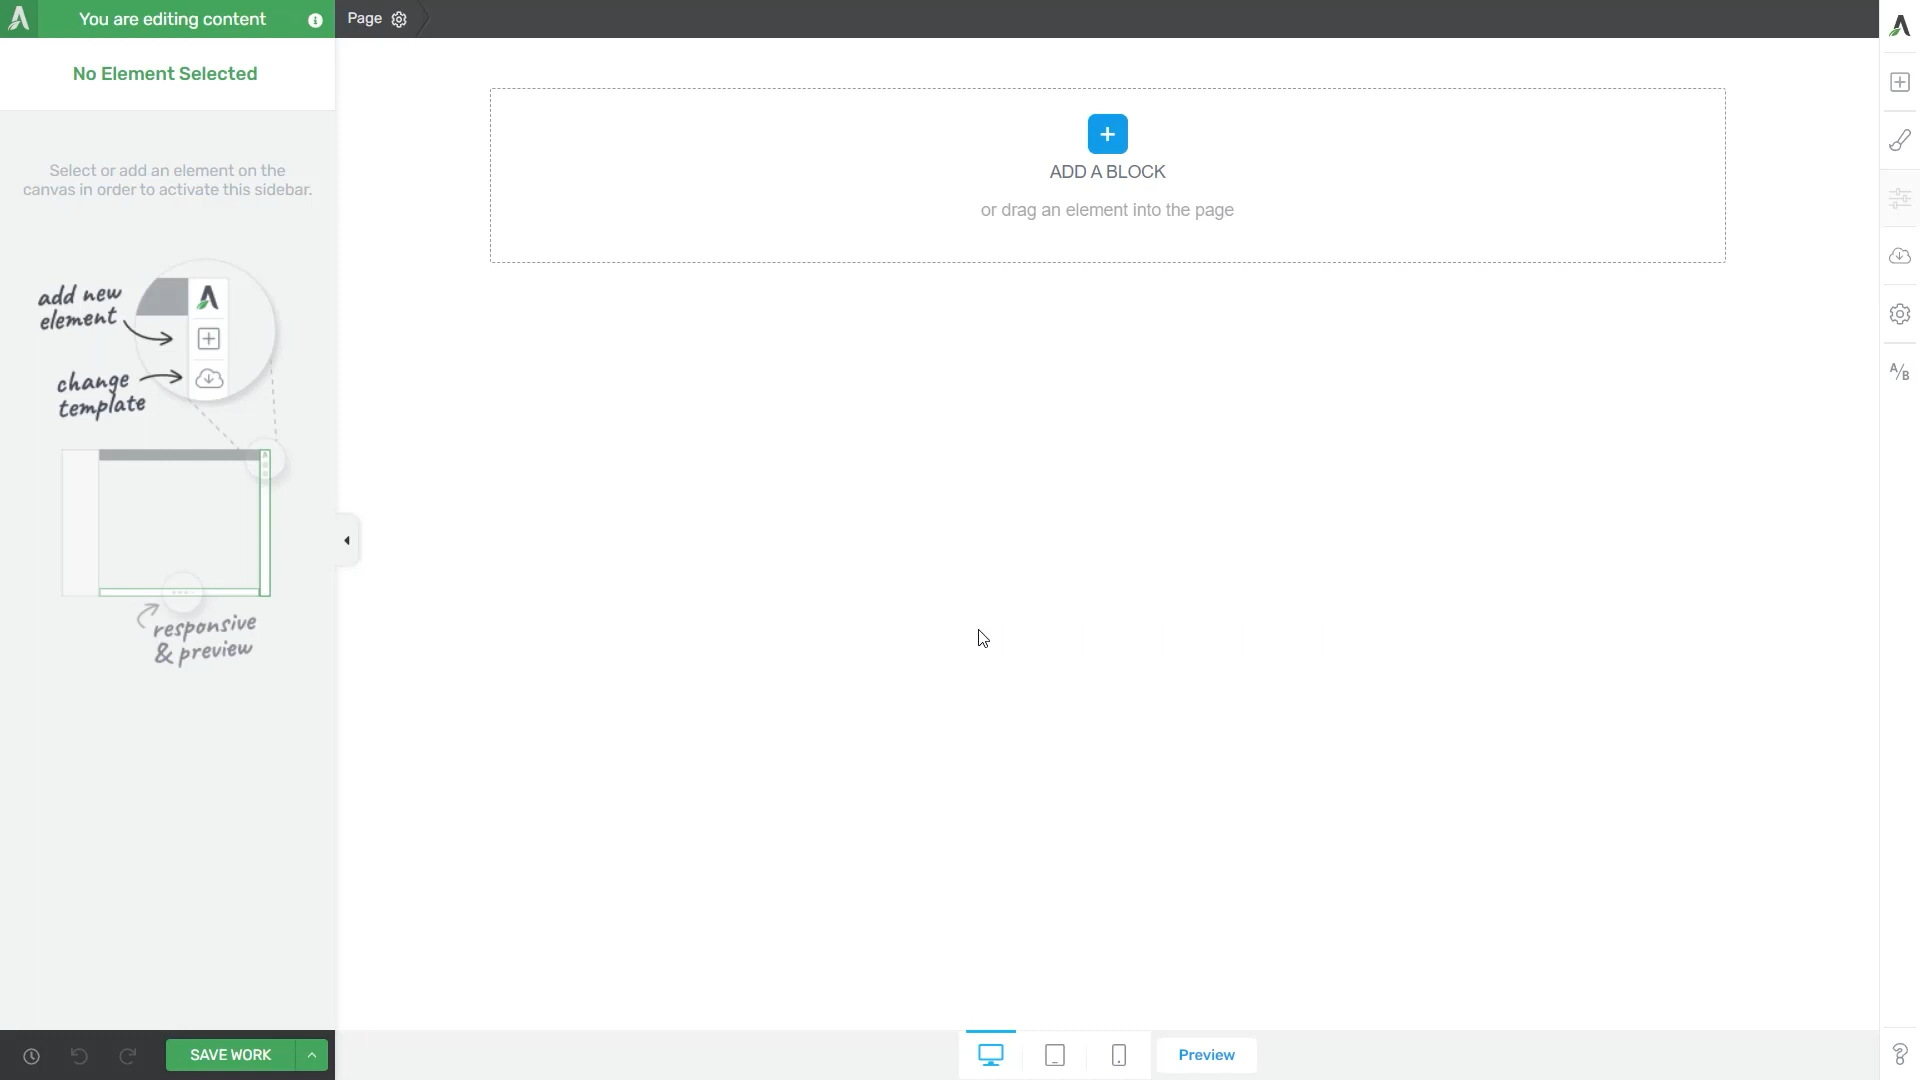 You are editing content
Page
No Element Selected
Select or add an element on the
canvas in order to activate this sidebar.
add new
element
change
template
responsive
& preview
ADD A BLOCK
or drag an element into the page
A/B
SAVE WORK
Preview